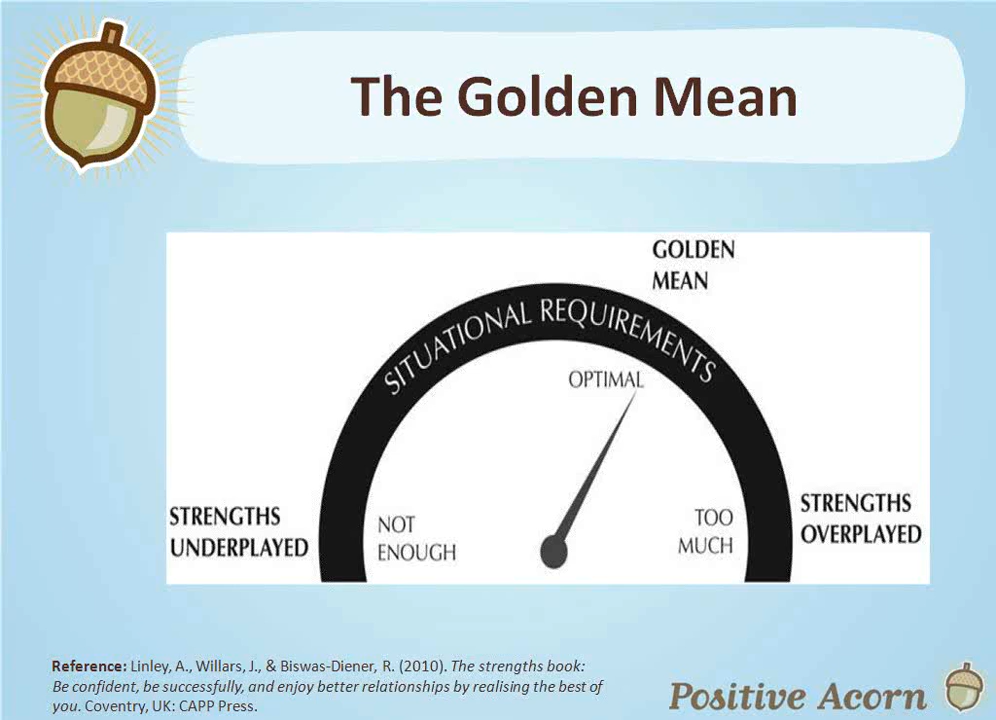 The Golden Mean
GOLDEN
MEAN
SITUATIONAL REQUIREMENTS
OPTIMAL
STRENGTHS
UNDERPLAYED
NOT
ENOUGH
TOO
MUCH
STRENGTHS
OVERPLAYED
Reference: Linley, A., Willars, J., & Biswas-Diener, R. (2010). The strengths book:
Be confident, be successfully, and enjoy better relationships by realising the best of
you. Coventry, UK: CAPP Press.
Positive Acorn